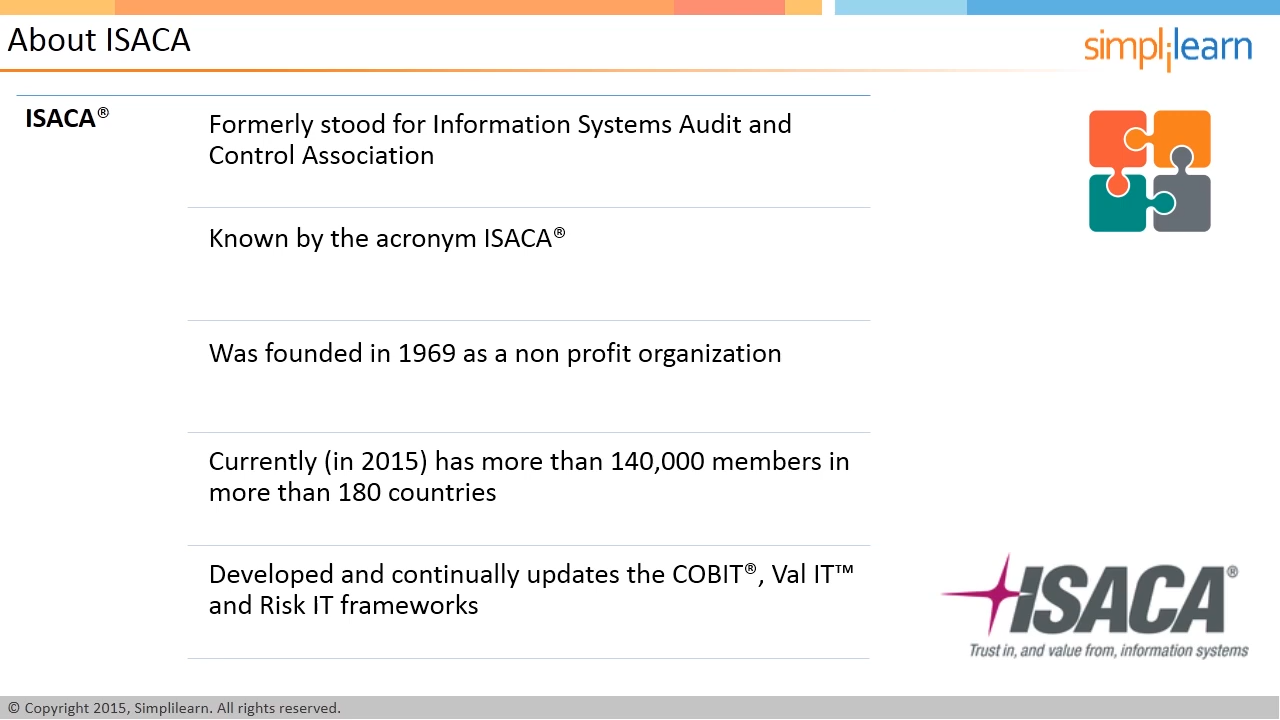 About ISACA
simplilearn
ISACA®
Formerly stood for Information Systems Audit and
Control Association
Known by the acronym ISACA®
Was founded in 1969 as a non profit organization
Currently (in 2015) has more than 140,000 members in
more than 180 countries
Developed and continually updates the COBIT®, Val IT™
and Risk IT frameworks
ISACA®
Trust in, and value from, information systems
© Copyright 2015, Simplilearn. All rights reserved.